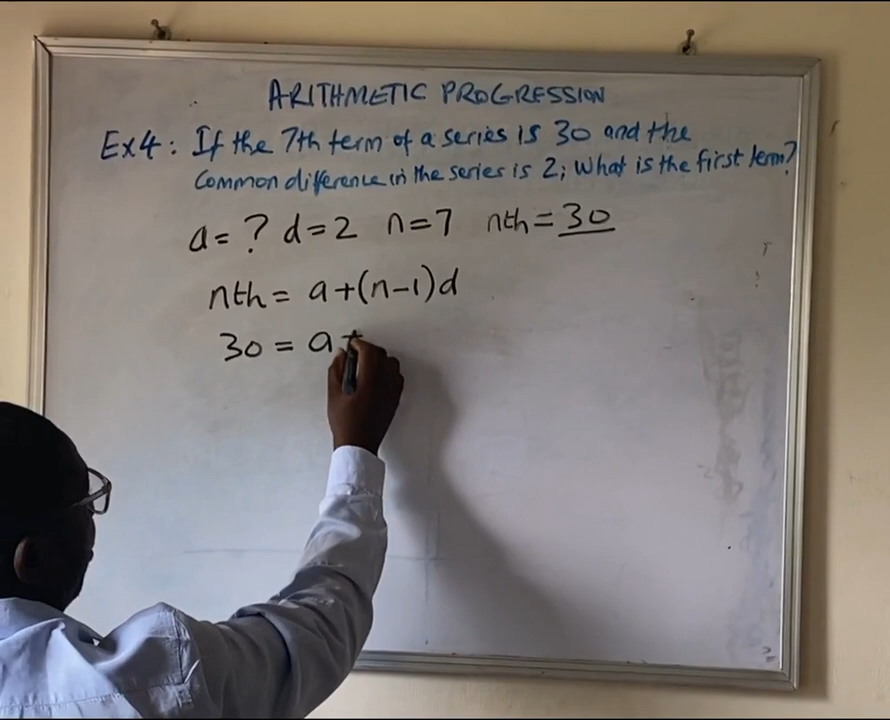 ARITHMETIC PROGRESSION
Ex4: If the 7th term of a series is 30 and the
Common difference in the series is 2; What is the first term?
a=? d=2 n=7 nth=30
nth= a+(n-1)d
30 = a+